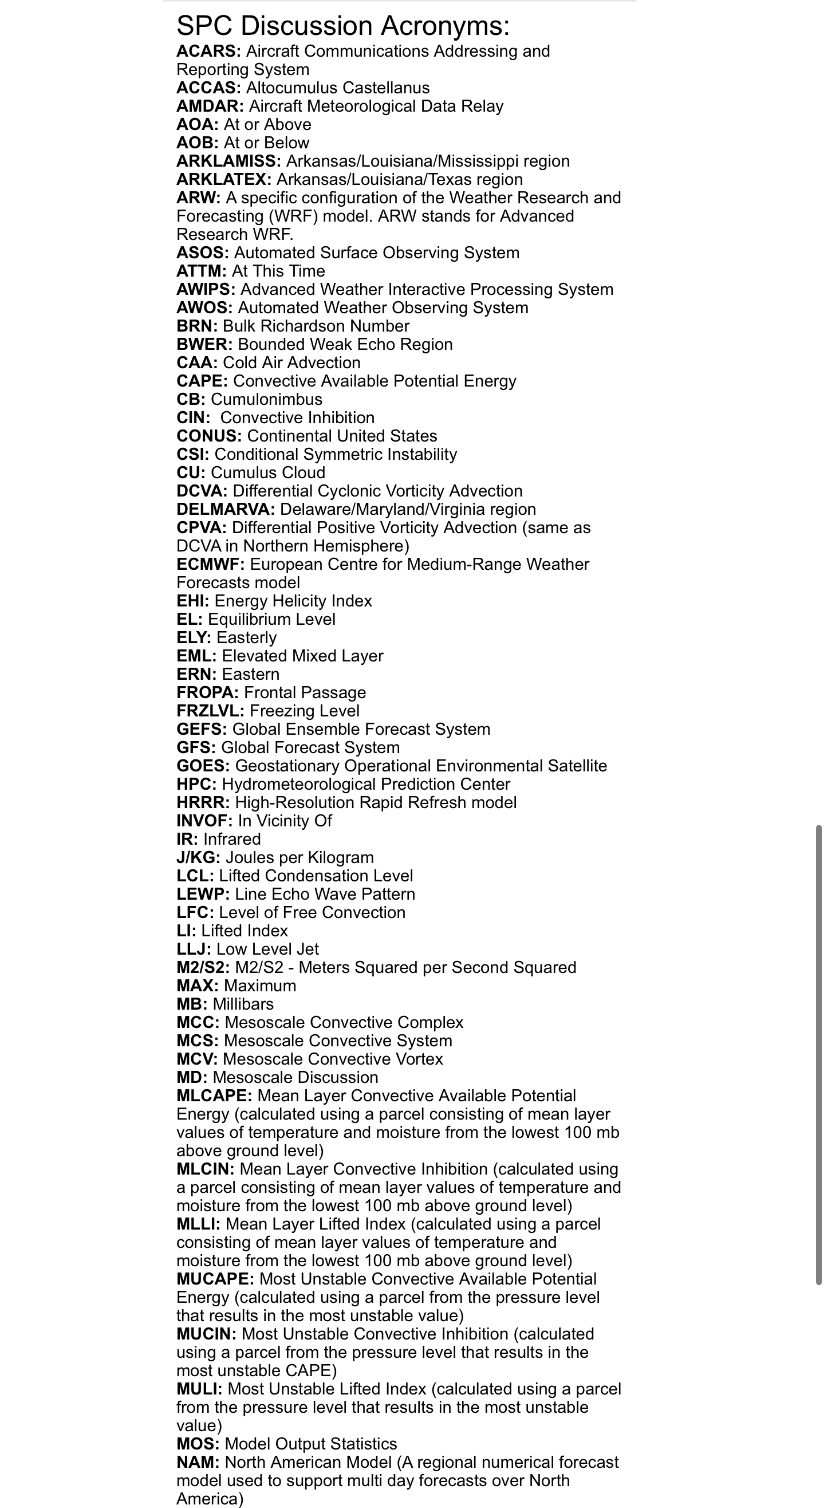 SPC Discussion Acronyms:
ACARS: Aircraft Communications Addressing and
Reporting System
ACCAS: Altocumulus Castellanus
AMDAR: Aircraft Meteorological Data Relay
AOA: At or Above
AOB: At or Below
ARKLAMISS: Arkansas/Louisiana/Mississippi region
ARKLATEX: Arkansas/Louisiana/Texas region
ARW: A specific configuration of the Weather Research and
Forecasting (WRF) model. ARW stands for Advanced
Research WRF.
ASOS: Automated Surface Observing System
ATTM: At This Time
AWIPS: Advanced Weather Interactive Processing System
AWOS: Automated Weather Observing System
BRN: Bulk Richardson Number
BWER: Bounded Weak Echo Region
CAA: Cold Air Advection
CAPE: Convective Available Potential Energy
CB: Cumulonimbus
CIN:  Convective Inhibition
CONUS: Continental United States
CSI: Conditional Symmetric Instability
CU: Cumulus Cloud
DCVA: Differential Cyclonic Vorticity Advection
DELMARVA: Delaware/Maryland/Virginia region
CPVA: Differential Positive Vorticity Advection (same as
DCVA in Northern Hemisphere)
ECMWF: European Centre for Medium-Range Weather
Forecasts model
EHI: Energy Helicity Index
EL: Equilibrium Level
ELY: Easterly
EML: Elevated Mixed Layer
ERN: Eastern
FROPA: Frontal Passage
FRZLVL: Freezing Level
GEFS: Global Ensemble Forecast System
GFS: Global Forecast System
GOES: Geostationary Operational Environmental Satellite
HPC: Hydrometeorological Prediction Center
HRRR: High-Resolution Rapid Refresh model
INVOF: In Vicinity Of
IR: Infrared
J/KG: Joules per Kilogram
LCL: Lifted Condensation Level
LEWP: Line Echo Wave Pattern
LFC: Level of Free Convection
LI: Lifted Index
LLJ: Low Level Jet
M2/S2: M2/S2 - Meters Squared per Second Squared
MAX: Maximum
MB: Millibars
MCC: Mesoscale Convective Complex
MCS: Mesoscale Convective System
MCV: Mesoscale Convective Vortex
MD: Mesoscale Discussion
MLCAPE: Mean Layer Convective Available Potential
Energy (calculated using a parcel consisting of mean layer
values of temperature and moisture from the lowest 100 mb
above ground level)
MLCIN: Mean Layer Convective Inhibition (calculated using
a parcel consisting of mean layer values of temperature and
moisture from the lowest 100 mb above ground level)
MLLI: Mean Layer Lifted Index (calculated using a parcel
consisting of mean layer values of temperature and
moisture from the lowest 100 mb above ground level)
MUCAPE: Most Unstable Convective Available Potential
Energy (calculated using a parcel from the pressure level
that results in the most unstable value)
MUCIN: Most Unstable Convective Inhibition (calculated
using a parcel from the pressure level that results in the
most unstable CAPE)
MULI: Most Unstable Lifted Index (calculated using a parcel
from the pressure level that results in the most unstable
value)
MOS: Model Output Statistics
NAM: North American Model (A regional numerical forecast
model used to support multi day forecasts over North
America)